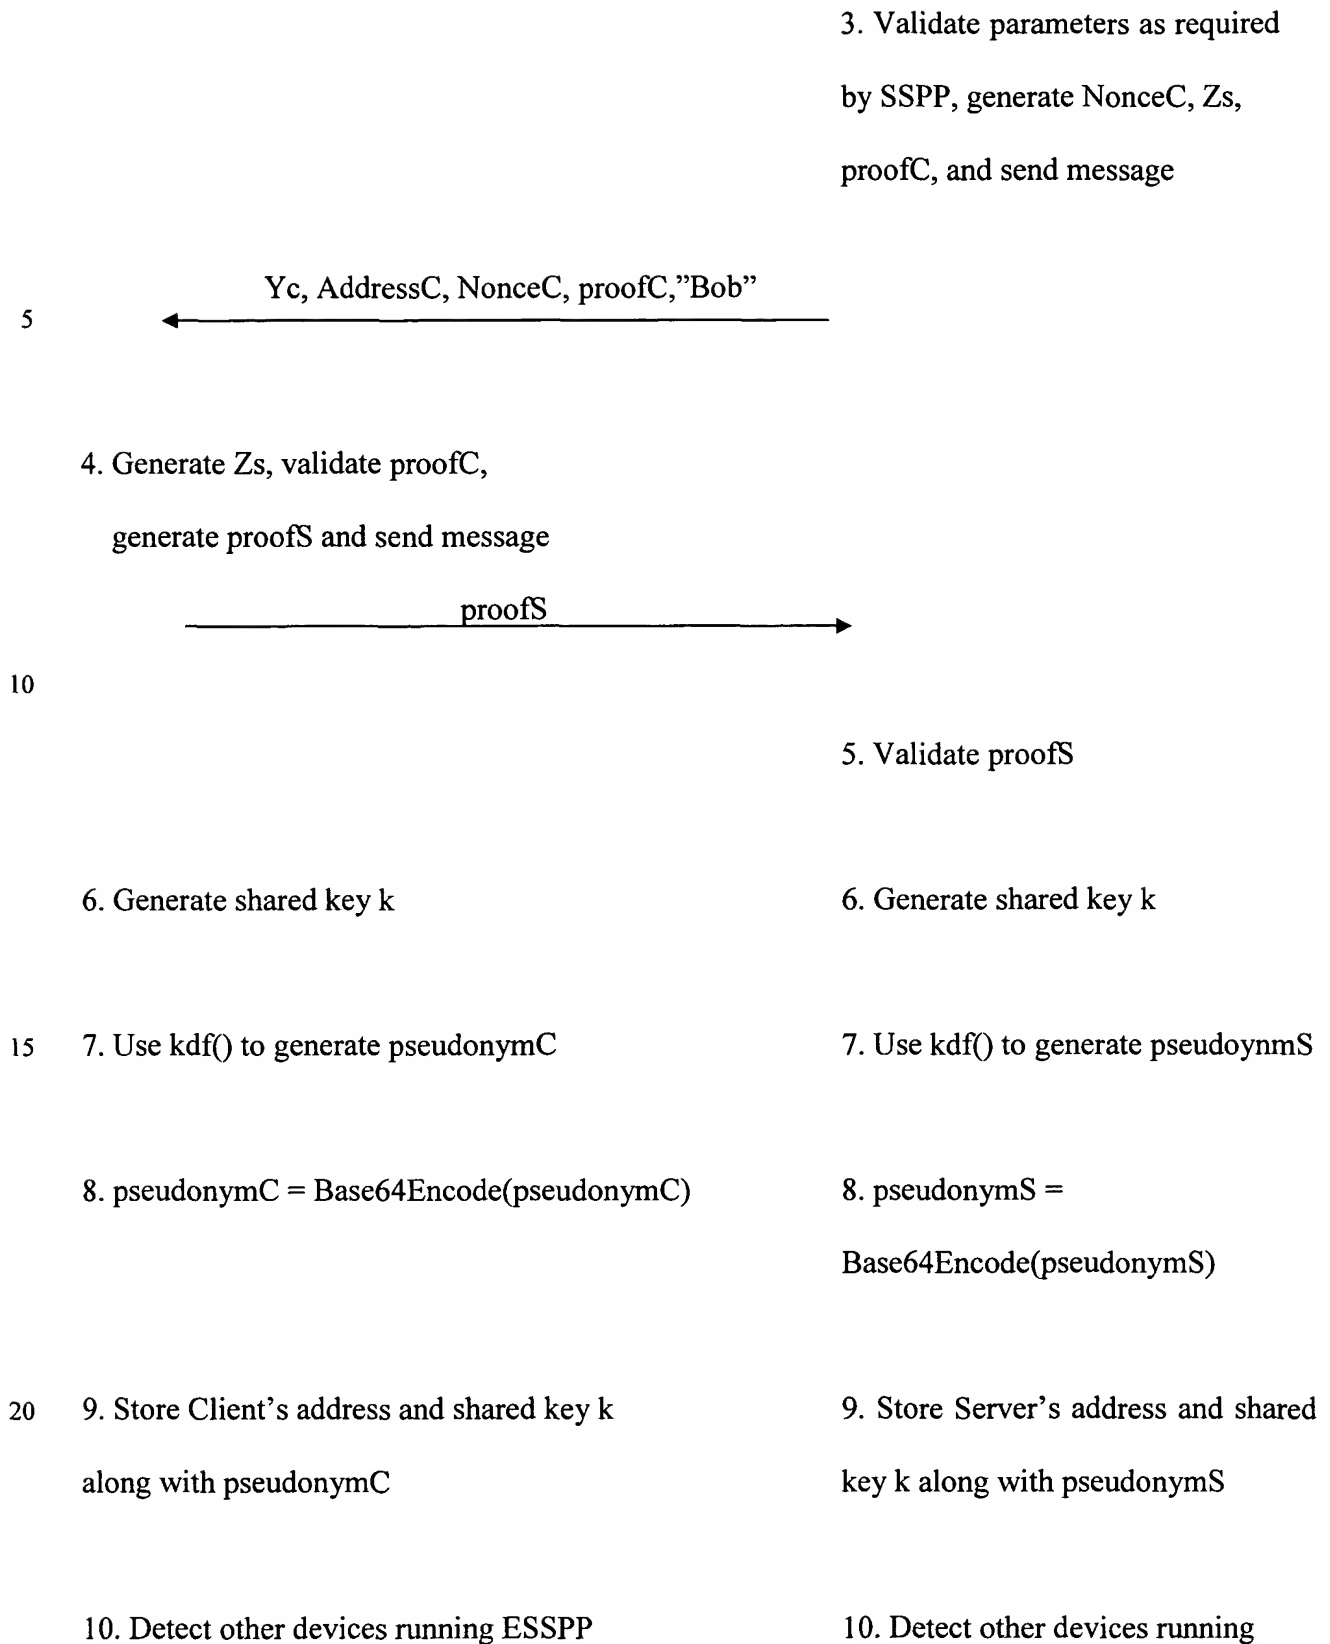 3. Validate parameters as required
by SSPP, generate NonceC, Zs,
proofC, and send message
Yc, AddressC, NonceC, proofC,”Bob”
5
4. Generate Zs, validate proofC,
generate proofS and send message
proofS
10
5. Validate proofS
6. Generate shared key k
6. Generate shared key k
15
7. Use kdf() to generate pseudonymC
7. Use kdf() to generate pseudoynmS
8. pseudonymC = Base64Encode(pseudonymC)
8. pseudonymS =
Base64Encode(pseudonymS)
20
9. Store Client’s address and shared key k
along with pseudonymC
9. Store Server’s address and shared
key k along with pseudonymS
10. Detect other devices running ESSPP
10. Detect other devices running